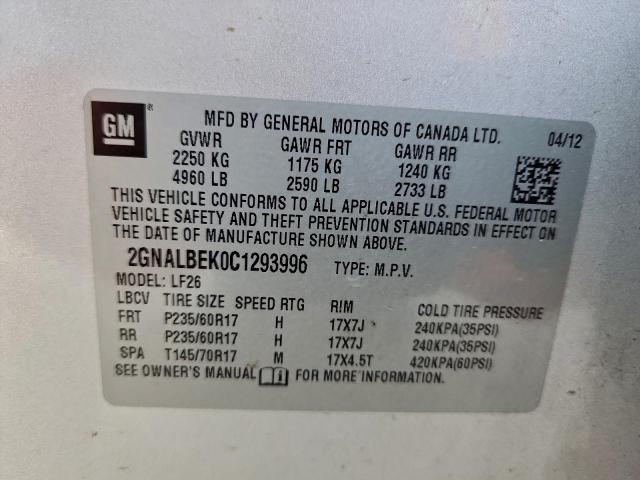 GM ®
MFD BY GENERAL MOTORS OF CANADA LTD. 04/12
GVWR GAWR FRT GAWR RR
2250 KG 1175 KG 1240 KG
4960 LB 2590 LB 2733 LB
THIS VEHICLE CONFORMS TO ALL APPLICABLE U.S. FEDERAL MOTOR
VEHICLE SAFETY AND THEFT PREVENTION STANDARDS IN EFFECT ON
THE DATE OF MANUFACTURE SHOWN ABOVE.
2GNALBEK0C1293996 TYPE: M.P.V.
MODEL: LF26
LBCV TIRE SIZE SPEED RTG RIM COLD TIRE PRESSURE
FRT P235/60R17 H 17X7J 240KPA(35PSI)
RR P235/60R17 H 17X7J 240KPA(35PSI)
SPA T145/70R17 M 17X4.5T 420KPA(60PSI)
SEE OWNER'S MANUAL FOR MORE INFORMATION.